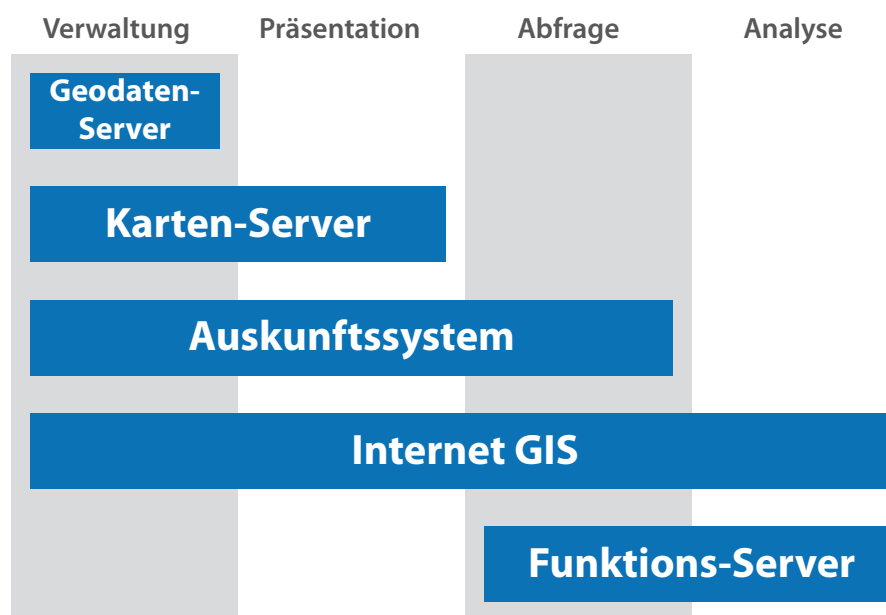 Verwaltung Präsentation Abfrage Analyse
Geodaten-
Server
Karten-Server
Auskunftssystem
Internet GIS
Funktions-Server